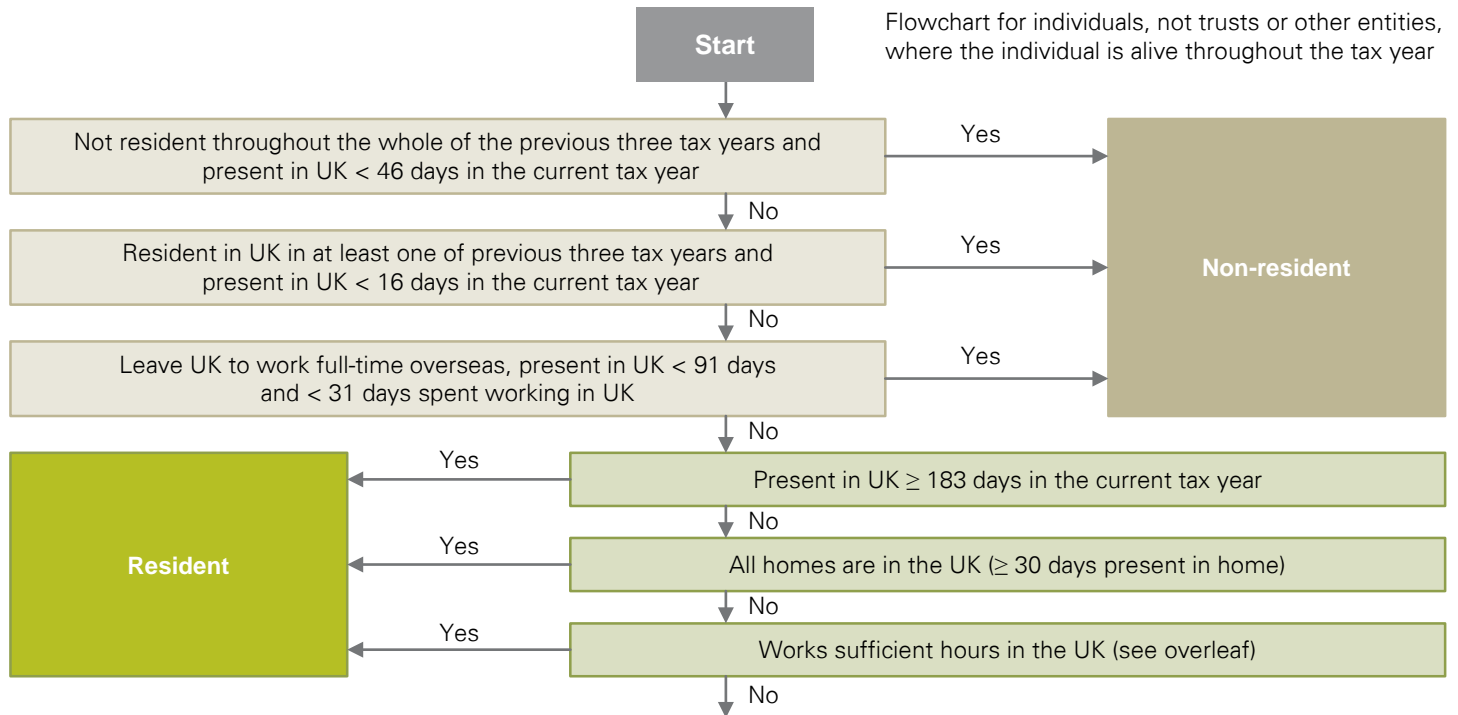 Start
Flowchart for individuals, not trusts or other entities,
where the individual is alive throughout the tax year
Not resident throughout the whole of the previous three tax years and
present in UK < 46 days in the current tax year
Yes
No
Resident in UK in at least one of previous three tax years and
present in UK < 16 days in the current tax year
Yes
Non-resident
No
Leave UK to work full-time overseas, present in UK < 91 days
and < 31 days spent working in UK
Yes
No
Resident
Yes
Present in UK ≥ 183 days in the current tax year
No
Yes
All homes are in the UK (≥ 30 days present in home)
No
Yes
Works sufficient hours in the UK (see overleaf)
No